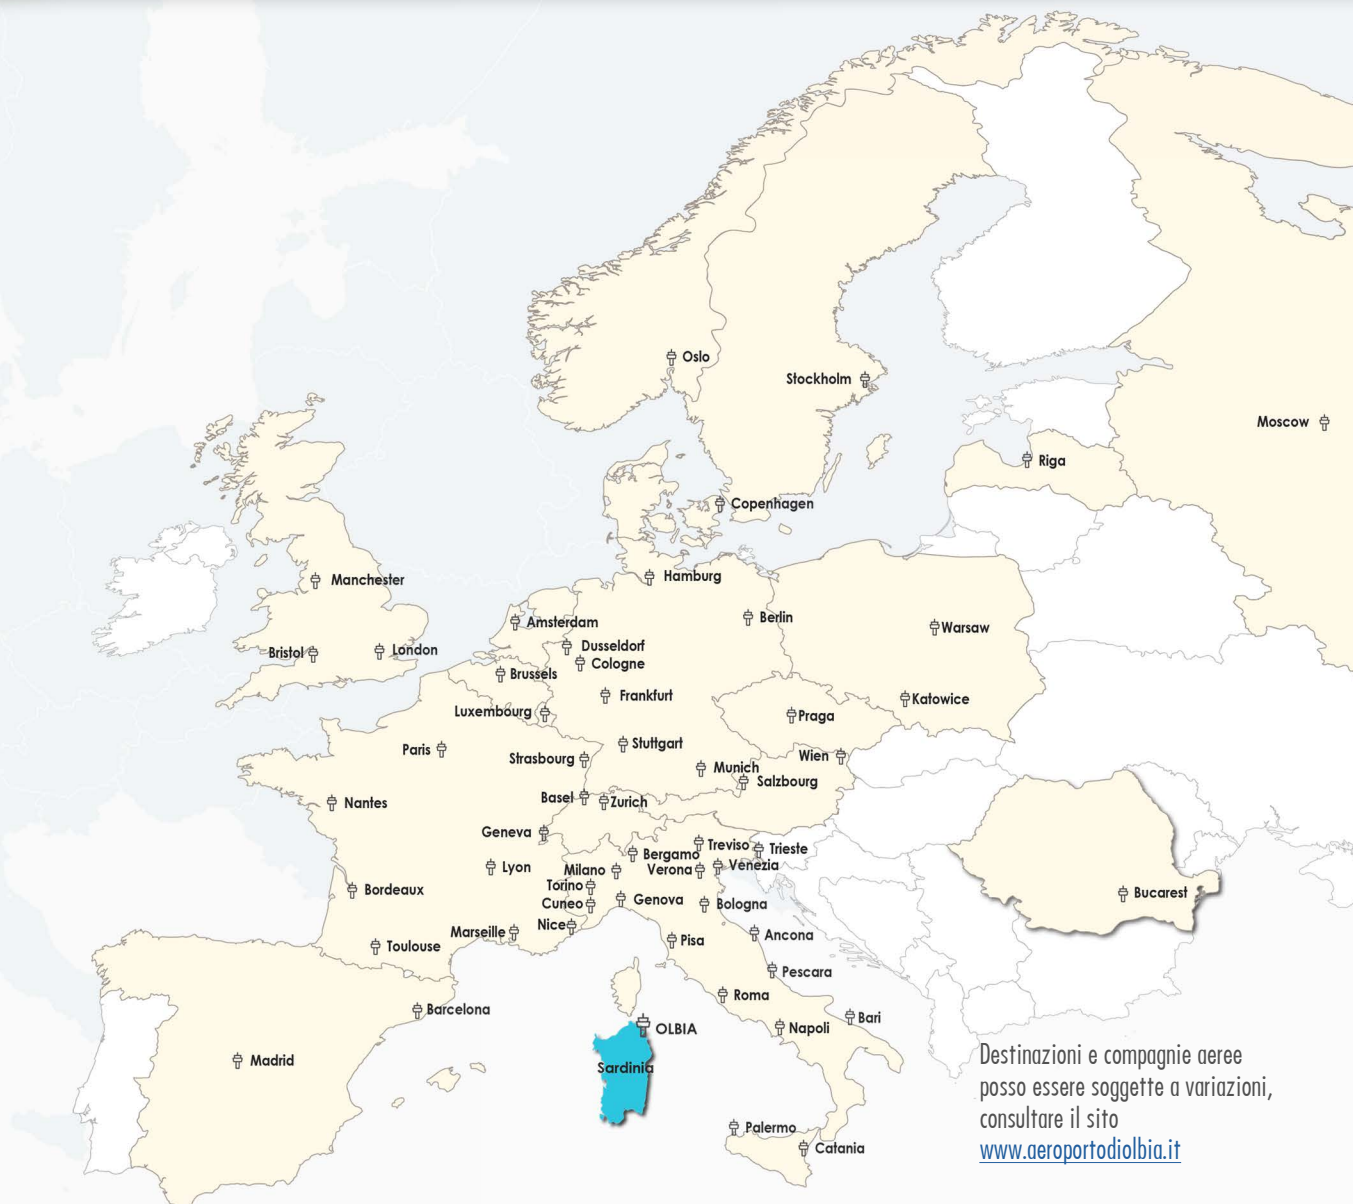 Oslo
Stockholm
Moscow
Riga
Copenhagen
Hamburg
Manchester
Berlin
Amsterdam
Warsaw
Dusseldorf
London
Bristol
Cologne
Brussels
Frankfurt
Katowice
Luxembourg
Praga
Stuttgart
Paris
Wien
Strasbourg
Munich
Salzbourg
Basel
Zurich
Nantes
Geneva
Treviso
Trieste
Bergamo
Venezia
Lyon
Milano
Verona
Torino
Bordeaux
Bucarest
Genova
Cuneo
Bologna
Nice
Marseille
Ancona
Pisa
Toulouse
Pescara
Roma
Barcelona
Bari
Napoli
OLBIA
Madrid
Sardinia
Destinazioni e compagnie aeree
posso essere soggette a variazioni,
consultare il sito
www.aeroportodiolbia.it
Palermo
Catania